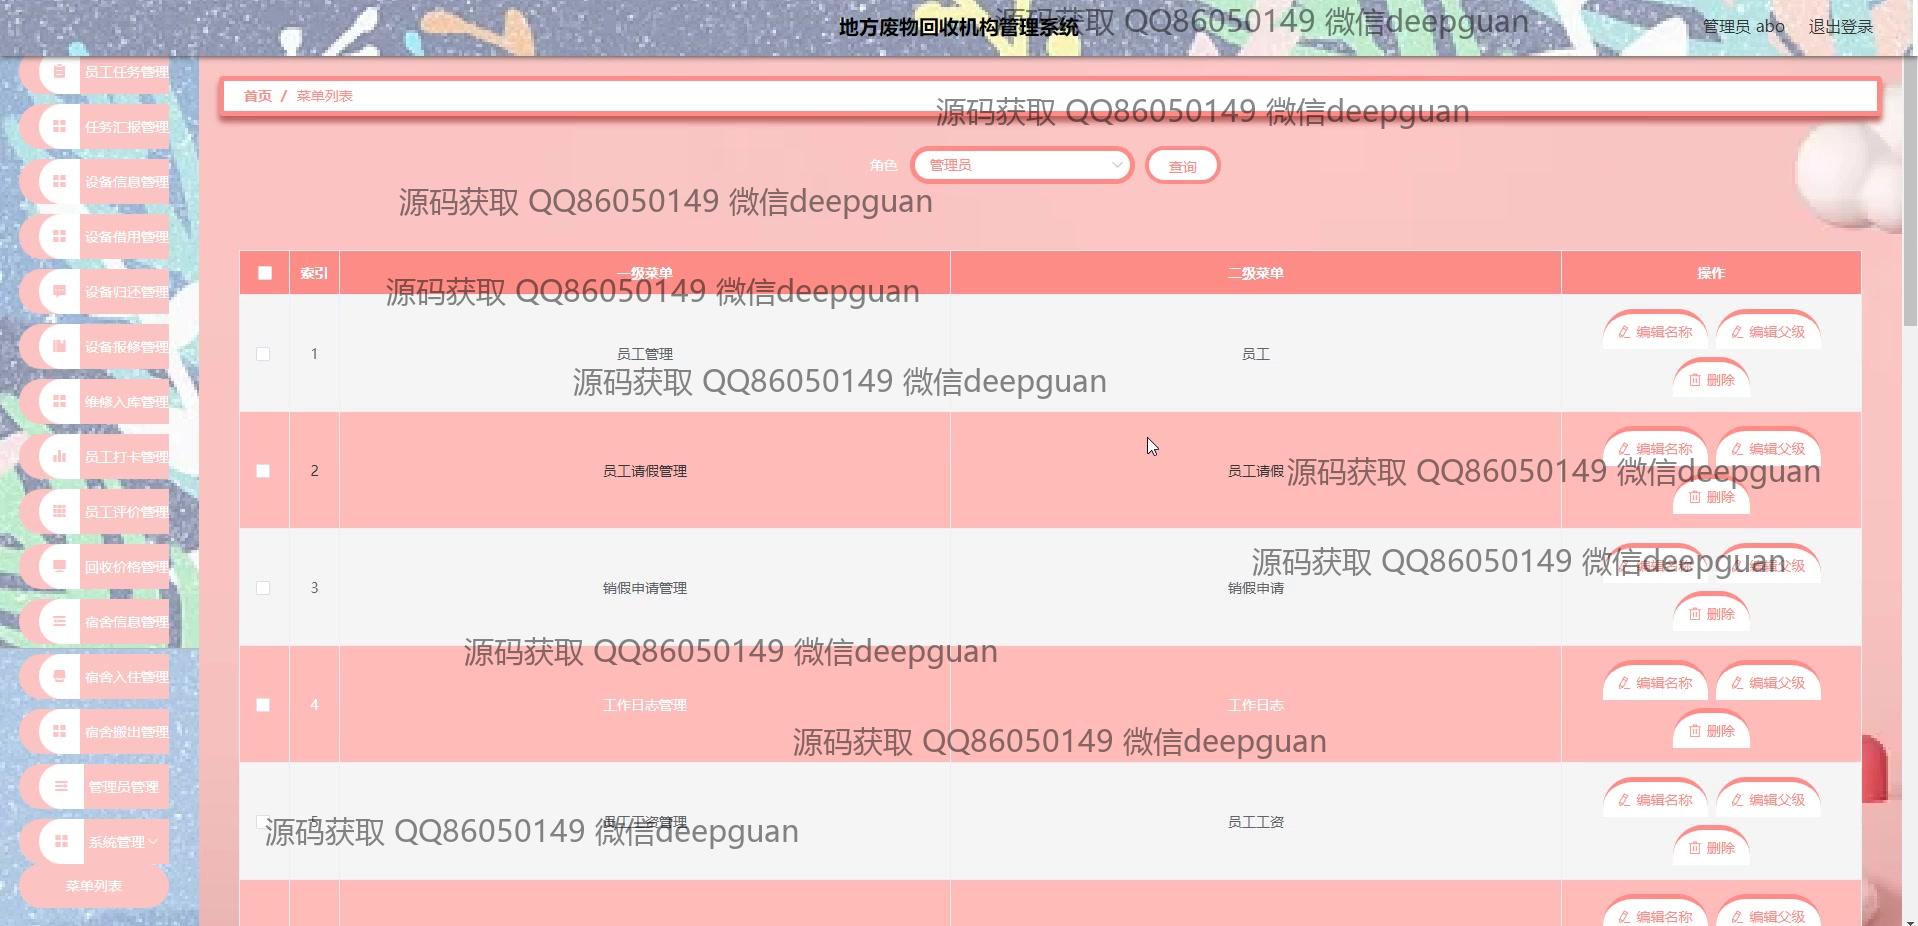 地方废物回收机构管理系统
源码获取 QQ86050149 微信deepguan
管理员 abo
退出登录
员工任务管理
任务汇报管理
设备信息管理
设备借用管理
设备归还管理
设备报修管理
维修入库管理
员工打卡管理
员工评价管理
回收价格管理
宿舍信息管理
宿舍入住管理
宿舍搬出管理
管理员管理
系统管理
菜单列表
首页 / 菜单列表
源码获取 QQ86050149 微信deepguan
角色 管理员 查询
源码获取 QQ86050149 微信deepguan
索引 一级菜单 二级菜单 操作
源码获取 QQ86050149 微信deepguan
1 员工管理 员工 编辑名称 编辑父级
删除
源码获取 QQ86050149 微信deepguan
2 员工请假管理 员工请假 编辑名称 编辑父级
源码获取 QQ86050149 微信deepguan
删除
3 销假申请管理 销假申请 编辑名称 编辑父级
源码获取 QQ86050149 微信deepguan
删除
源码获取 QQ86050149 微信deepguan
4 工作日志管理 工作日志 编辑名称 编辑父级
删除
源码获取 QQ86050149 微信deepguan
5 员工工资管理 员工工资 编辑名称 编辑父级
删除
源码获取 QQ86050149 微信deepguan
编辑名称 编辑父级